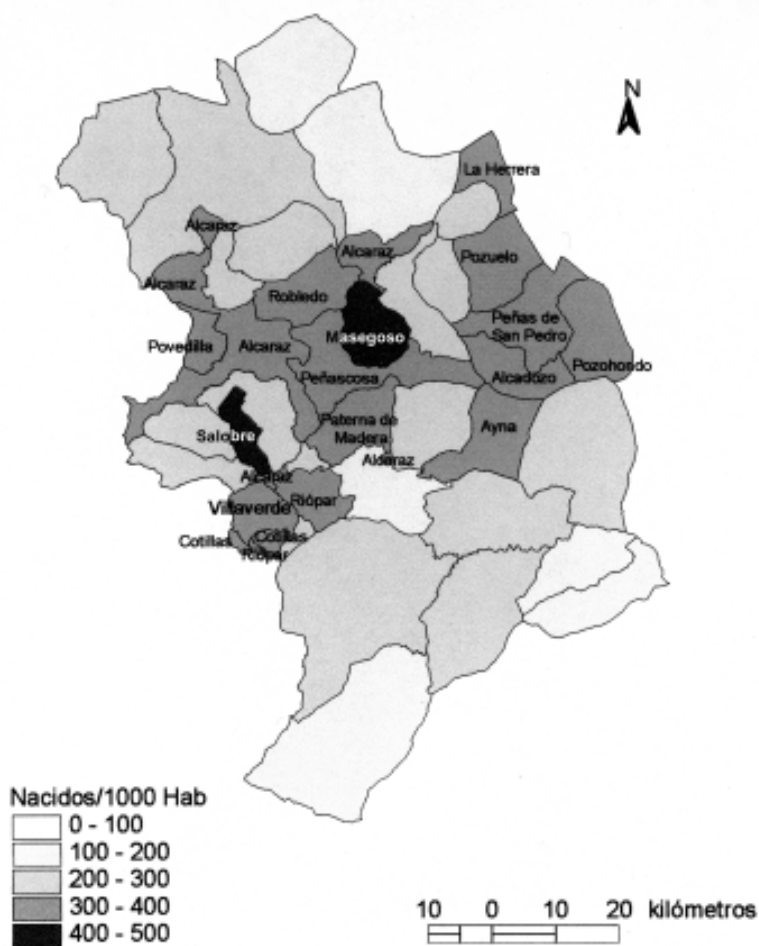 N
La Herrera
Alcaraz
Alcaraz
Pozuelo
Alcaraz
Robledo
Peñas de
San Pedro
Masegoso
Povedilla
Alcaraz
Pozohondo
Peñascosa
Alcadozo
Paterna de
Madera
Ayna
Salobre
Alcaraz
Alcaraz
Riópar
Villaverde
Cotillas
Cotillas
Riópar
Nacidos/1000 Hab
0 - 100
100 - 200
200 - 300
300 - 400
400 - 500
10 0 10 20 kilómetros